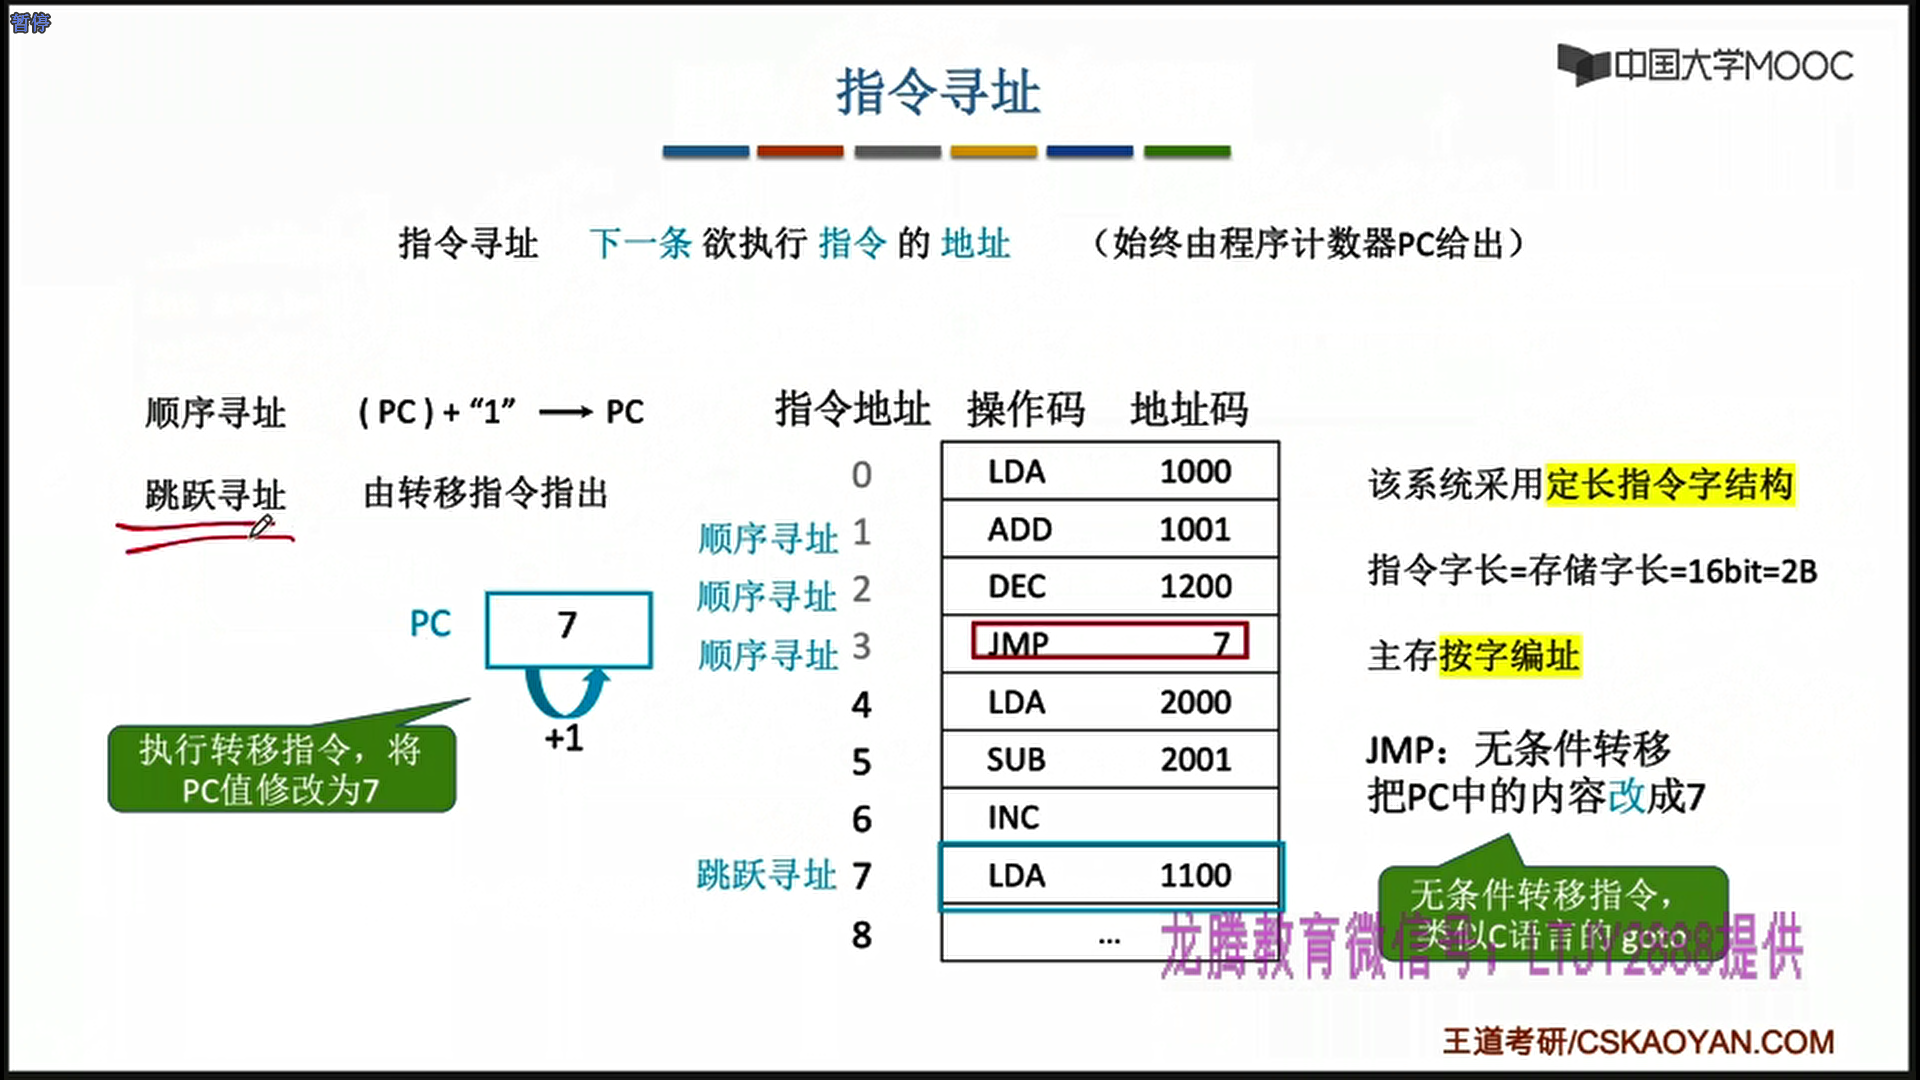 暂停
中国大学MOOC
指令寻址
指令寻址 下一条 欲执行 指令 的 地址 （始终由程序计数器PC给出）
顺序寻址 ( PC ) + “1” → PC
跳跃寻址 由转移指令指出
PC 7
+1
执行转移指令，将
PC值修改为7
指令地址 操作码 地址码
0 LDA 1000
顺序寻址 1 ADD 1001
顺序寻址 2 DEC 1200
顺序寻址 3 JMP 7
4 LDA 2000
5 SUB 2001
6 INC
跳跃寻址 7 LDA 1100
8 ...
该系统采用定长指令字结构
指令字长=存储字长=16bit=2B
主存按字编址
JMP：无条件转移
把PC中的内容改成7
无条件转移指令，
类似C语言的 goto
龙腾教育微信号：LTJY2888提供
王道考研/CSKAOYAN.COM